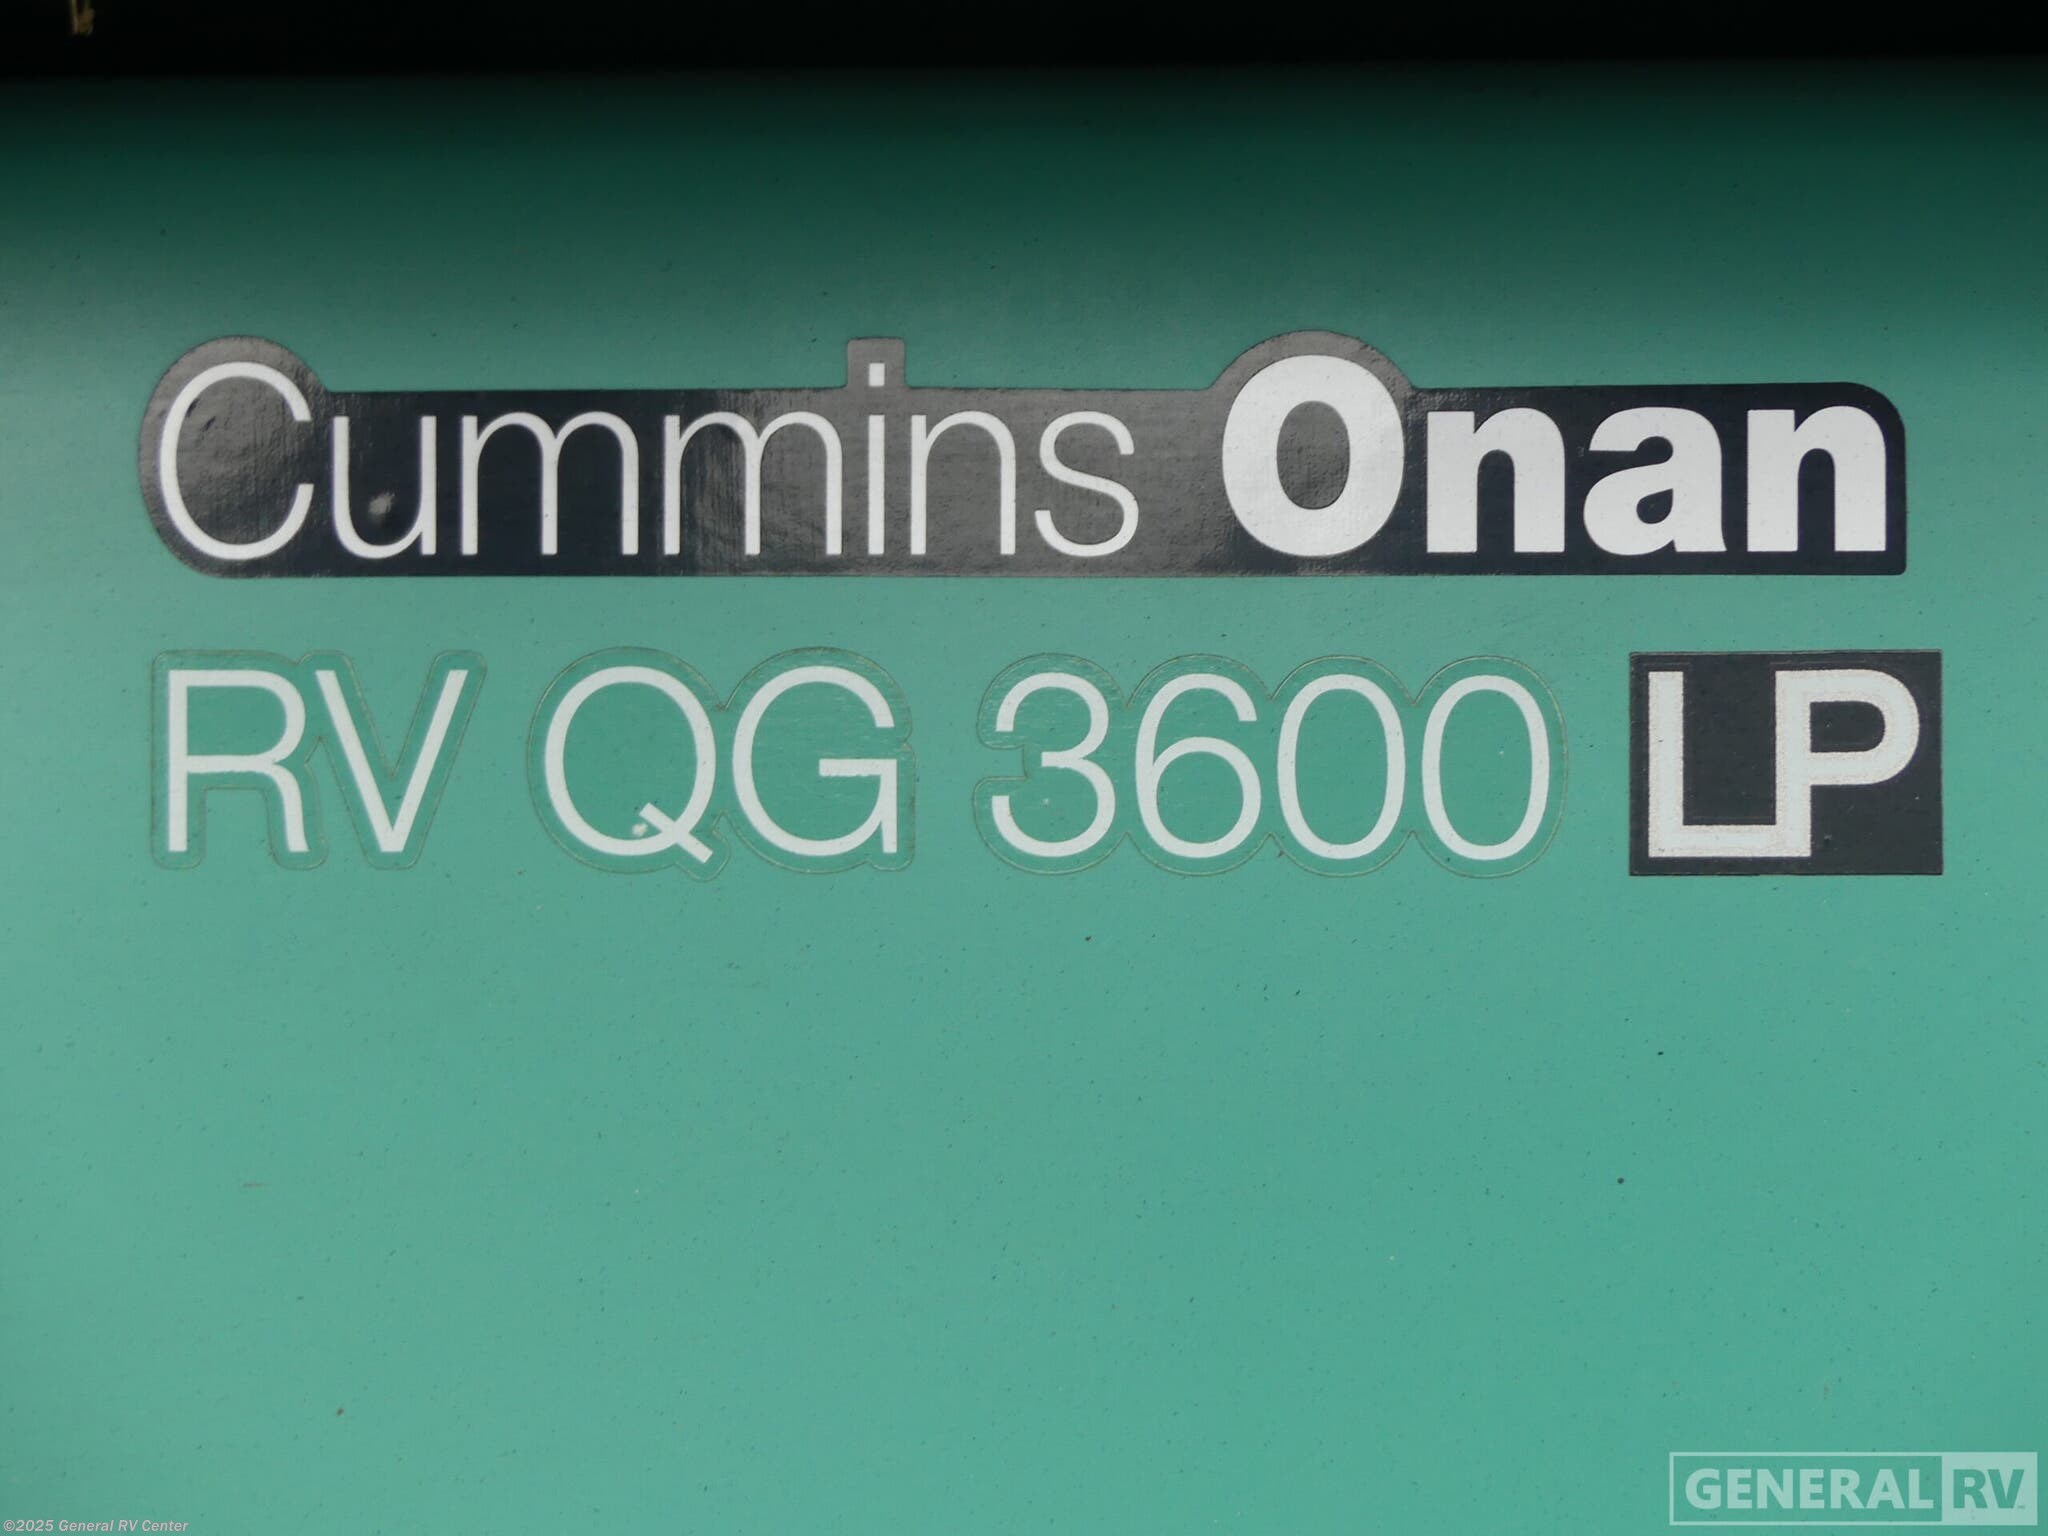 Cummins Onan
RV QG 3600 LP
GENERAL RV
©2025 General RV Center